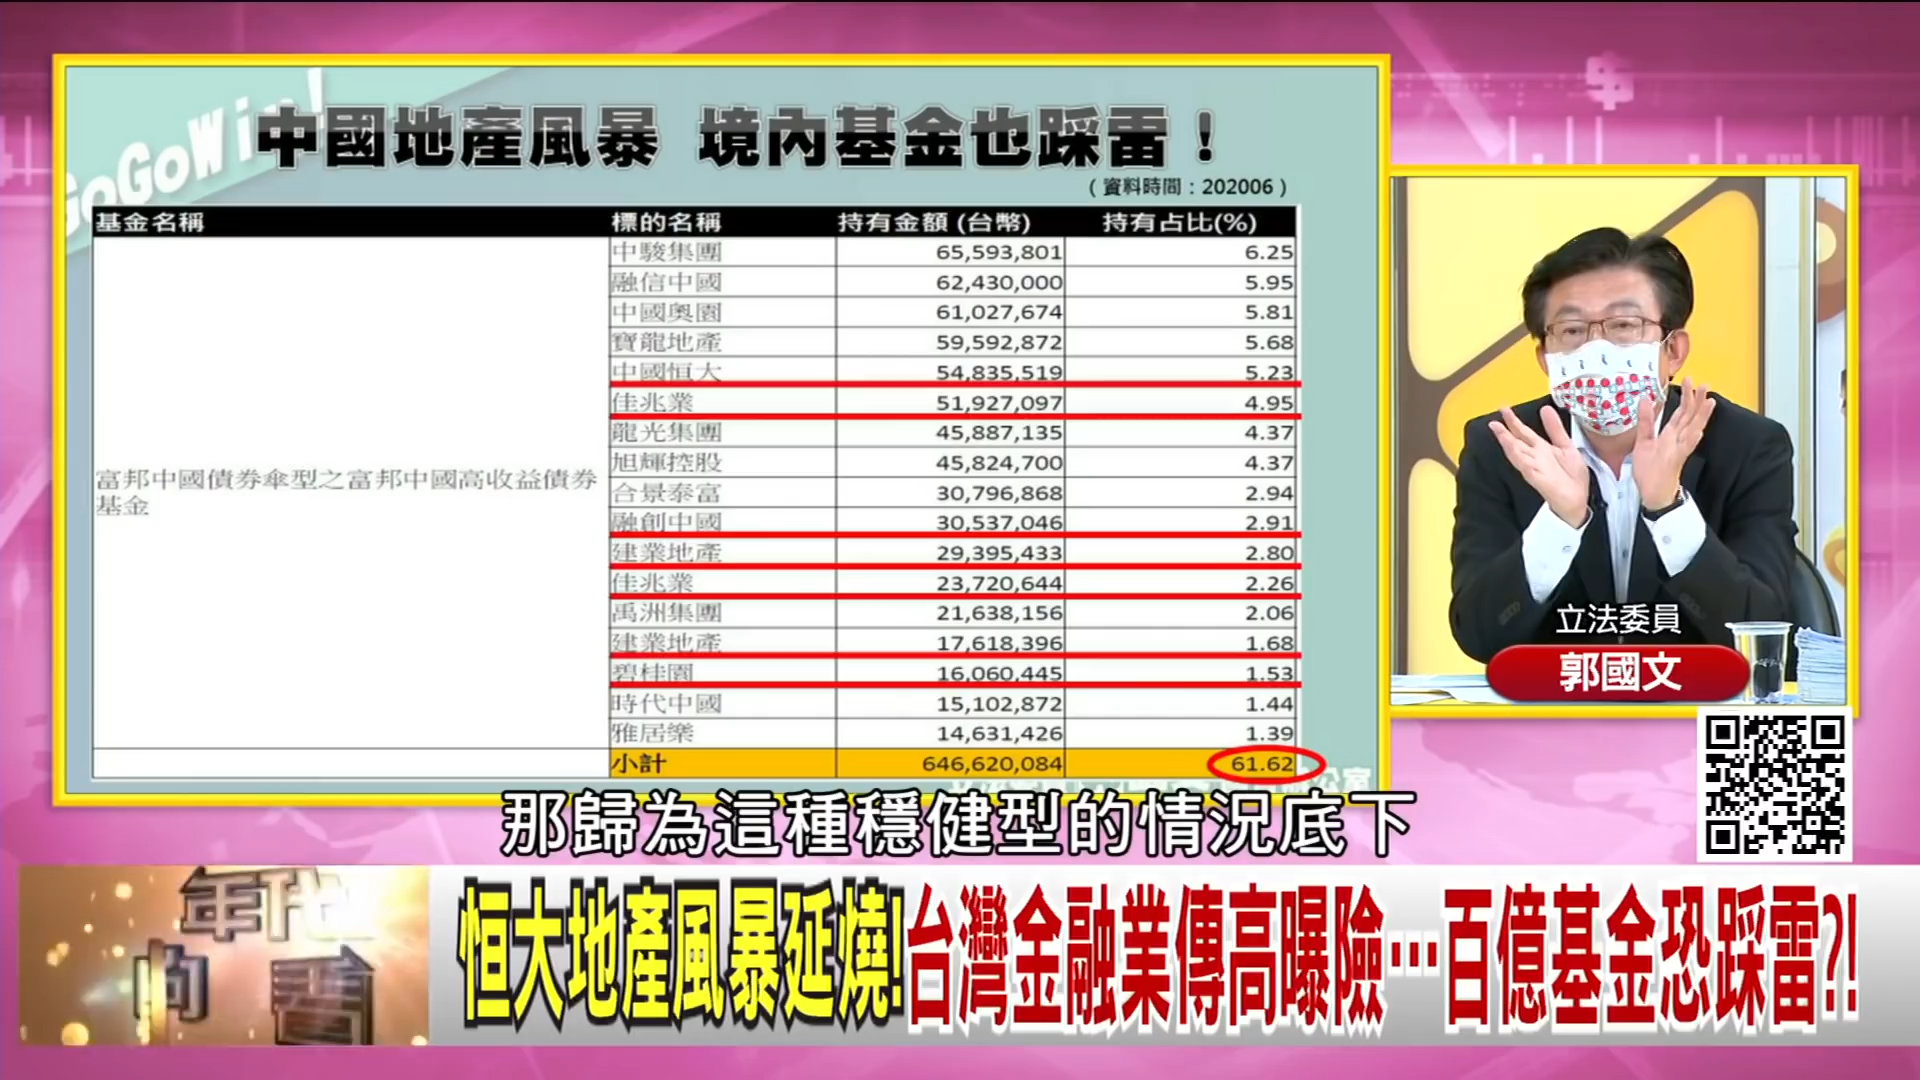 GoGoWin!
中國地產風暴 境內基金也踩雷！
（資料時間：202006）
基金名稱 標的名稱 持有金額 (台幣) 持有占比(%)
中駿集團 65,593,801 6.25
融信中國 62,430,000 5.95
中國奧園 61,027,674 5.81
寶龍地產 59,592,872 5.68
中國恒大 54,835,519 5.23
佳兆業 51,927,097 4.95
龍光集團 45,887,135 4.37
旭輝控股 45,824,700 4.37
富邦中國債券傘型之富邦中國高收益債券
基金
合景泰富 30,796,868 2.94
融創中國 30,537,046 2.91
建業地產 29,395,433 2.80
佳兆業 23,720,644 2.26
禹洲集團 21,638,156 2.06
建業地產 17,618,396 1.68
碧桂園 16,060,445 1.53
時代中國 15,102,872 1.44
雅居樂 14,631,426 1.39
小計 646,620,084 61.62
立法委員
郭國文
那歸為這種穩健型的情況底下
年代
向
恒大地產風暴延燒!台灣金融業傳高曝險…百億基金恐踩雷?!